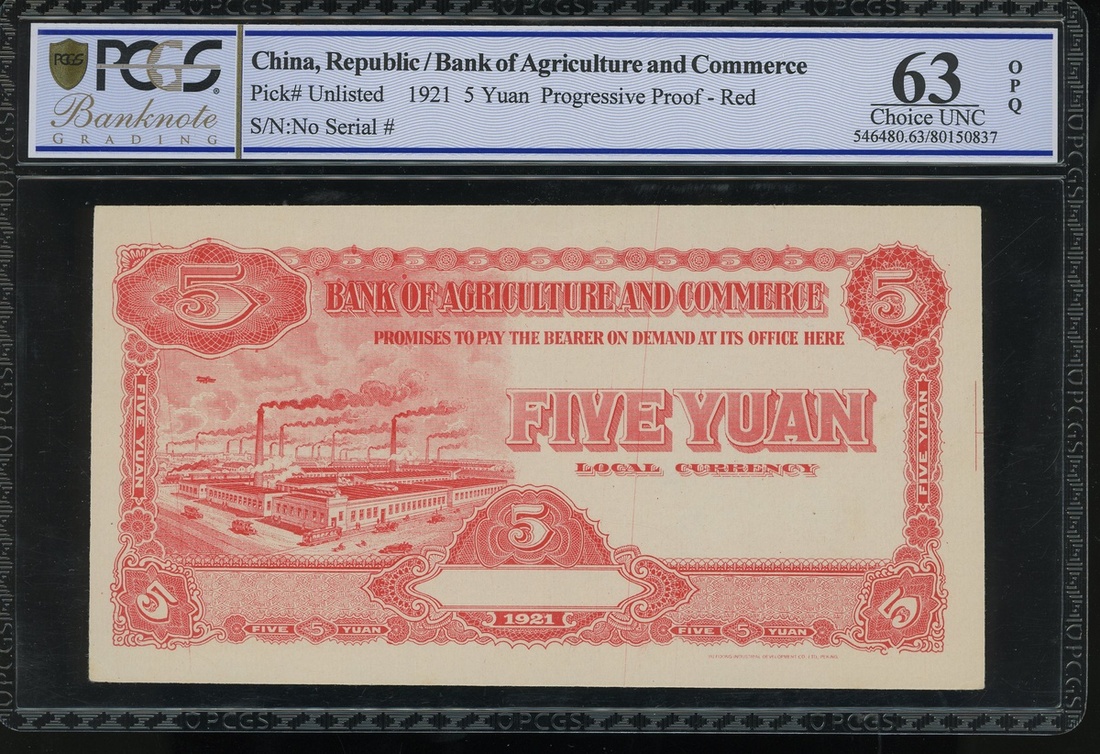 PCGS
Banknote
GRADING
China, Republic / Bank of Agriculture and Commerce
Pick# Unlisted 1921 5 Yuan Progressive Proof - Red
S/N:No Serial #
63
Choice UNC
546480.63/80150837
OPQ
5
5
BANK OF AGRICULTURE AND COMMERCE
PROMISES TO PAY THE BEARER ON DEMAND AT ITS OFFICE HERE
FIVE YUAN
LOCAL CURRENCY
FIVE YUAN
FIVE YUAN
5
5
5
1921
FIVE 5 YUAN
FIVE 5 YUAN